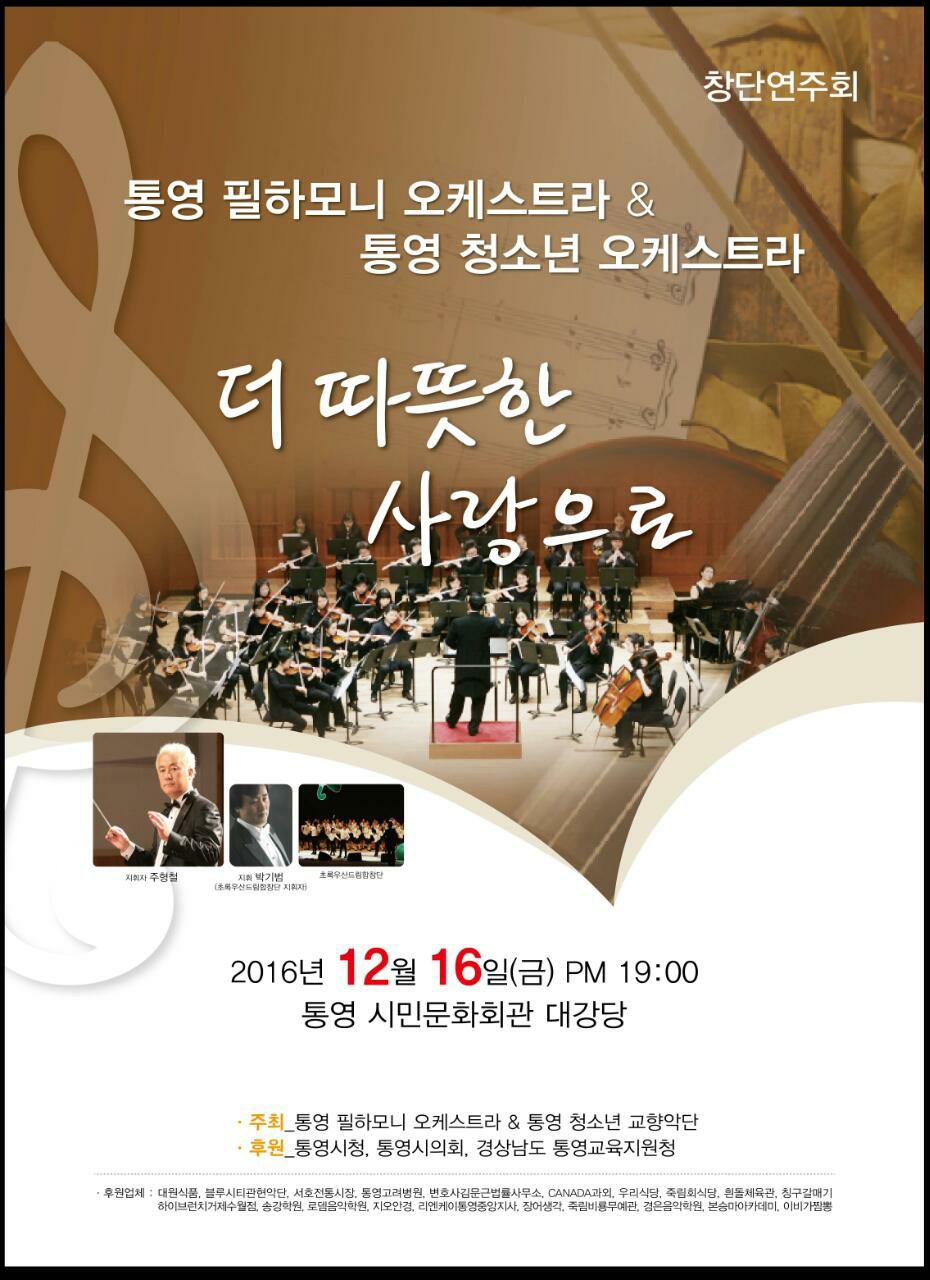 창단연주회
통영 필하모니 오케스트라 &
통영 청소년 오케스트라
더 따뜻한
사랑으로
지휘자 주형철
지휘 박기범
(초록우산드림합창단 지휘자)
초록우산드림합창단
2016년 12월 16일(금) PM 19:00
통영 시민문화회관 대강당
· 주최_통영 필하모니 오케스트라 & 통영 청소년 교향악단
· 후원_통영시청, 통영시의회, 경상남도 통영교육지원청
· 후원업체 : 대원식품, 블루시티관현악단, 서호전통시장, 통영고려병원, 변호사김문근법률사무소, CANADA과외, 우리식당, 죽림회식당, 흰돌체육관, 칭구갈매기
하이브런치거제수월점, 송강학원, 로뎀음악학원, 지오안경, 리엔케이통영중앙지사, 장어생각, 죽림비룡무예관, 경은음악학원, 본승마아카데미, 이비가짬뽕